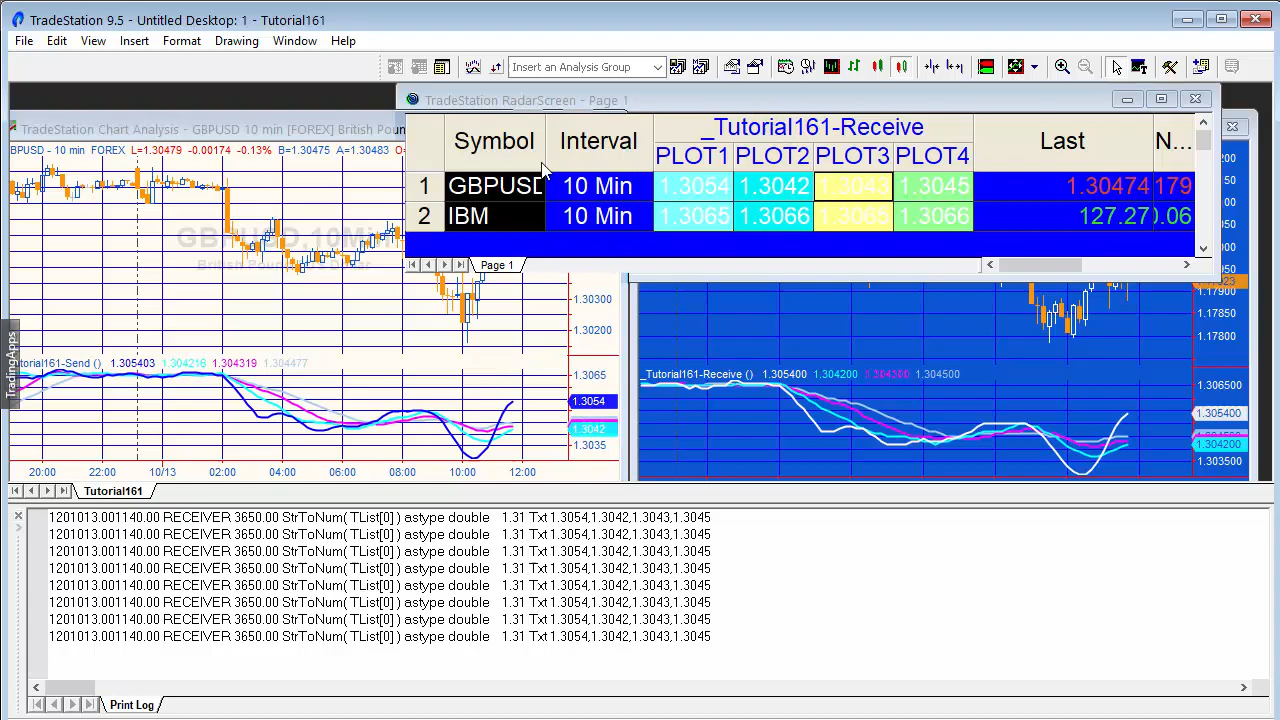 TradeStation 9.5 - Untitled Desktop: 1 - Tutorial161
File Edit View Insert Format Drawing Window Help
Insert an Analysis Group
TradeStation RadarScreen - Page 1
TradeStation Chart Analysis - GBPUSD 10 min [FOREX] British Poun
BPUSD - 10 min FOREX L=1.30479 -0.00174 -0.13% B=1.30475 A=1.30483
Symbol Interval _Tutorial161-Receive Last N...
PLOT1 PLOT2 PLOT3 PLOT4
1 GBPUSD 10 Min 1.3054 1.3042 1.3043 1.3045 1.30474 179
2 IBM 10 Min 1.3065 1.3066 1.3065 1.3066 127.27 0.06
Page 1
GBPUSD,10Min
1.30300
1.30200
1.17900
1.17800
TradingApps
utorial161-Send () 1.305403 1.304216 1.304319 1.304477
1.3065
1.3054
1.3042
1.3035
_Tutorial161-Receive () 1.305400 1.304200 1.304300 1.304500
1.306500
1.305400
1.304200
1.303500
20:00 22:00 10/13 02:00 04:00 06:00 08:00 10:00 12:00
Tutorial161
1201013.001140.00 RECEIVER 3650.00 StrToNum( TList[0] ) astype double 1.31 Txt 1.3054,1.3042,1.3043,1.3045
1201013.001140.00 RECEIVER 3650.00 StrToNum( TList[0] ) astype double 1.31 Txt 1.3054,1.3042,1.3043,1.3045
1201013.001140.00 RECEIVER 3650.00 StrToNum( TList[0] ) astype double 1.31 Txt 1.3054,1.3042,1.3043,1.3045
1201013.001140.00 RECEIVER 3650.00 StrToNum( TList[0] ) astype double 1.31 Txt 1.3054,1.3042,1.3043,1.3045
1201013.001140.00 RECEIVER 3650.00 StrToNum( TList[0] ) astype double 1.31 Txt 1.3054,1.3042,1.3043,1.3045
1201013.001140.00 RECEIVER 3650.00 StrToNum( TList[0] ) astype double 1.31 Txt 1.3054,1.3042,1.3043,1.3045
1201013.001140.00 RECEIVER 3650.00 StrToNum( TList[0] ) astype double 1.31 Txt 1.3054,1.3042,1.3043,1.3045
1201013.001140.00 RECEIVER 3650.00 StrToNum( TList[0] ) astype double 1.31 Txt 1.3054,1.3042,1.3043,1.3045
Print Log